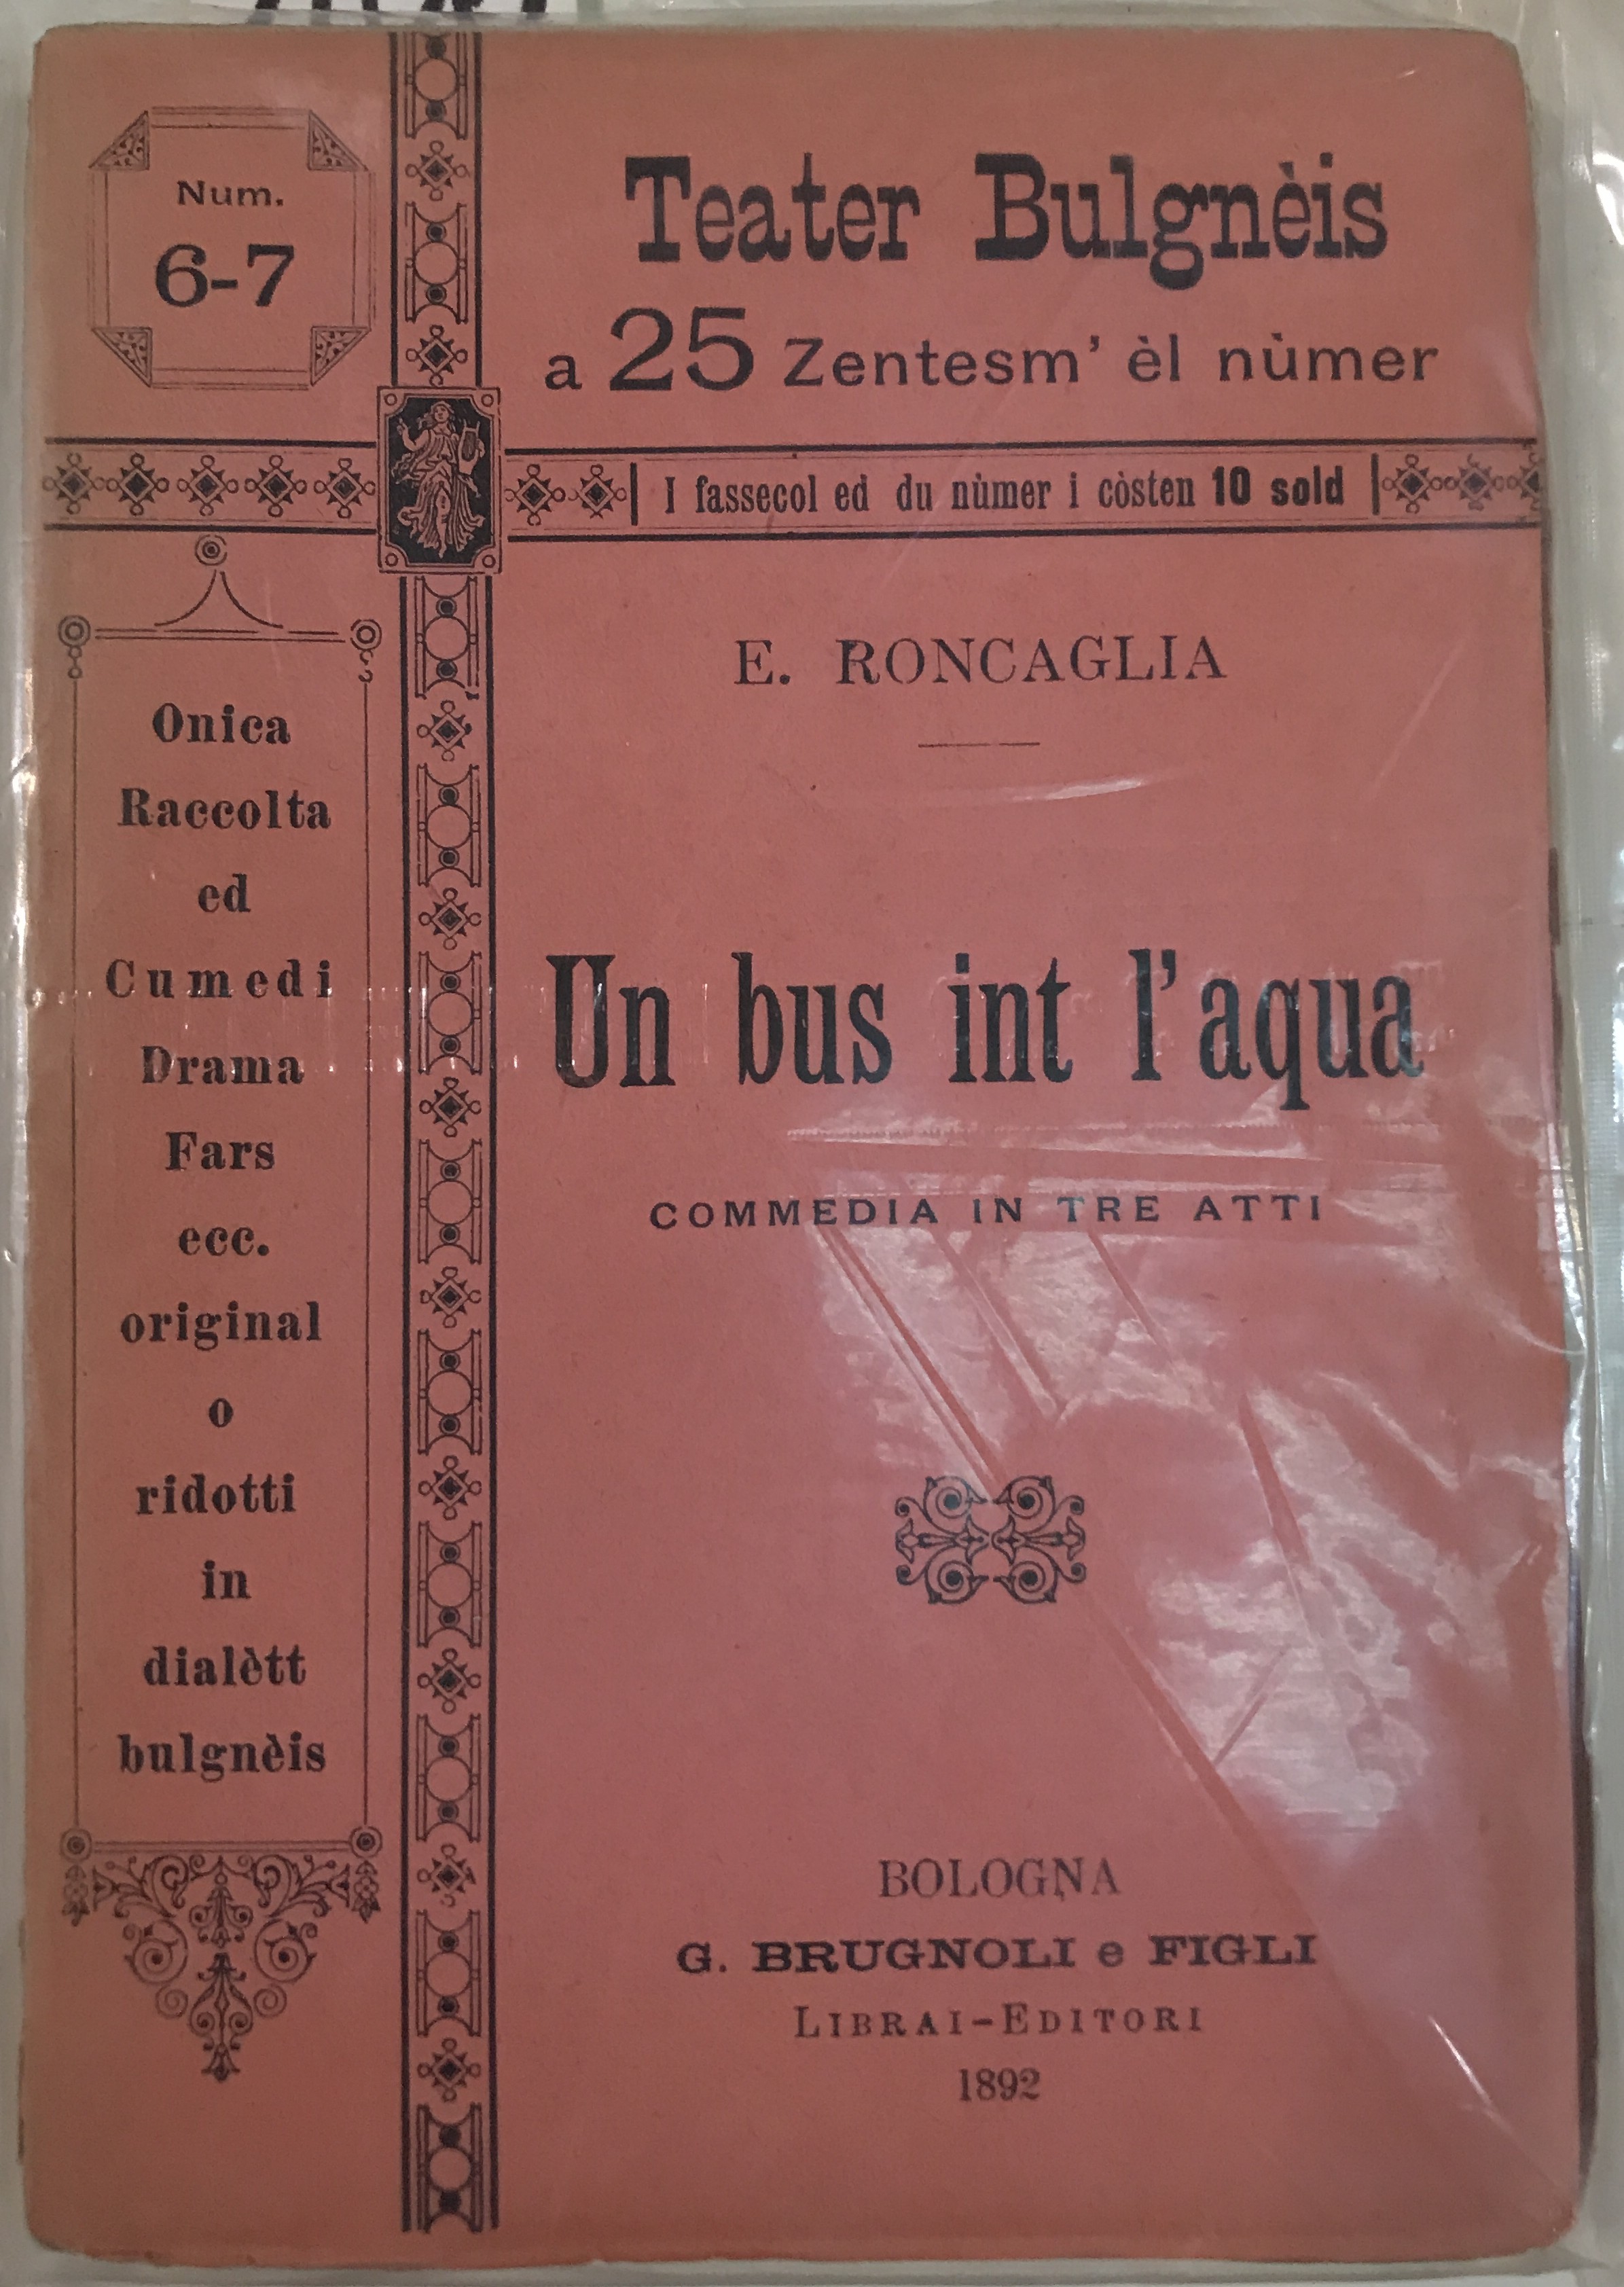 Num.
6-7
Teater Bulgnèis
a 25 Zentesm' èl nùmer
I fassecol ed du nùmer i còsten 10 sold
Onica
Raccolta
ed
Cumedi
Drama
Fars
ecc.
original
o
ridotti
in
dialètt
bulgnèis
E. RONCAGLIA
Un bus int l'aqua
COMMEDIA IN TRE ATTI
BOLOGNA
G. BRUGNOLI e FIGLI
LIBRAI-EDITORI
1892